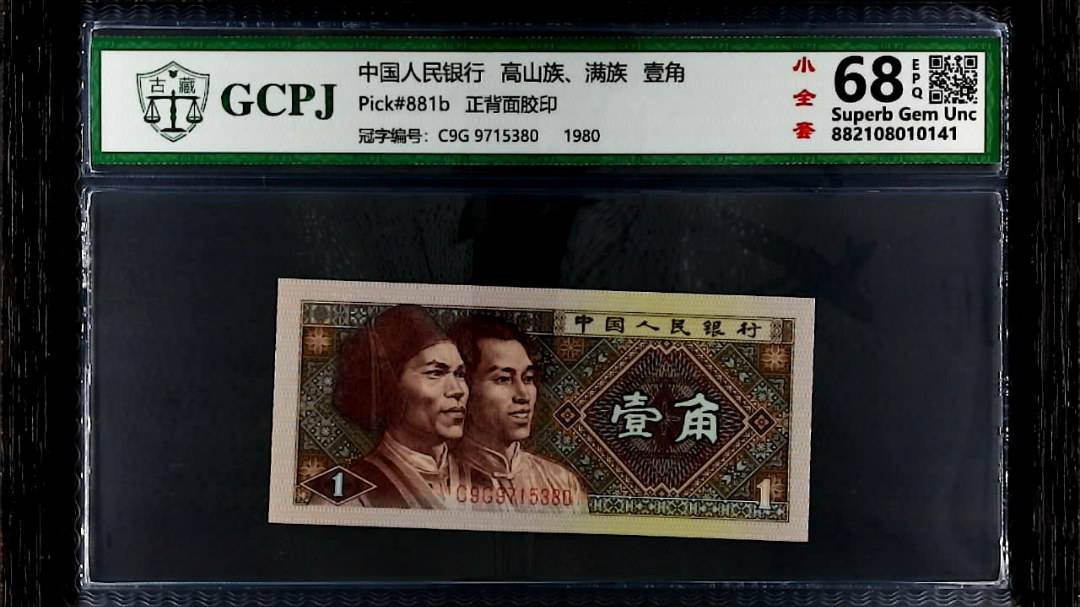 古藏
GCPJ
中国人民银行 高山族、满族 壹角
Pick#881b 正背面胶印
冠字编号: C9G 9715380 1980
小全套
68
EPQ
Superb Gem Unc
882108010141
中国人民银行
壹角
1
C9G9715380
1